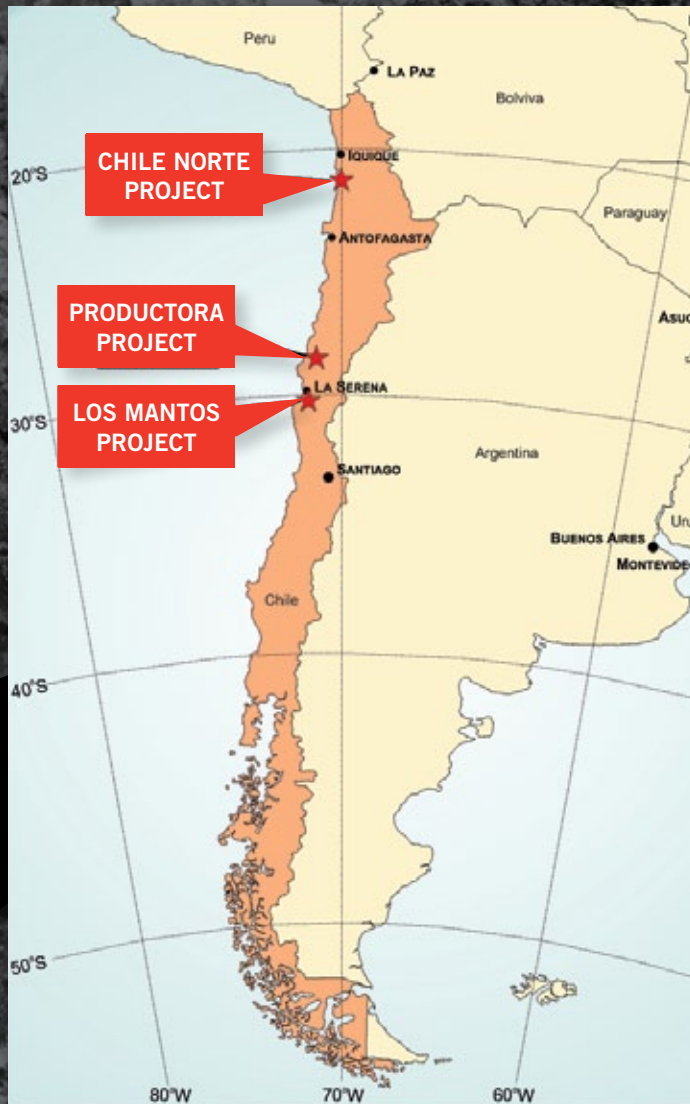 Peru
LA PAZ
Bolviva
IQUIQUE
CHILE NORTE
PROJECT
20°S
Paraguay
ANTOFAGASTA
PRODUCTORA
PROJECT
LA SERENA
LOS MANTOS
PROJECT
30°S
SANTIAGO
Argentina
BUENOS AIRES
Chile
40°S
50°S
80°W
70°W
60°W